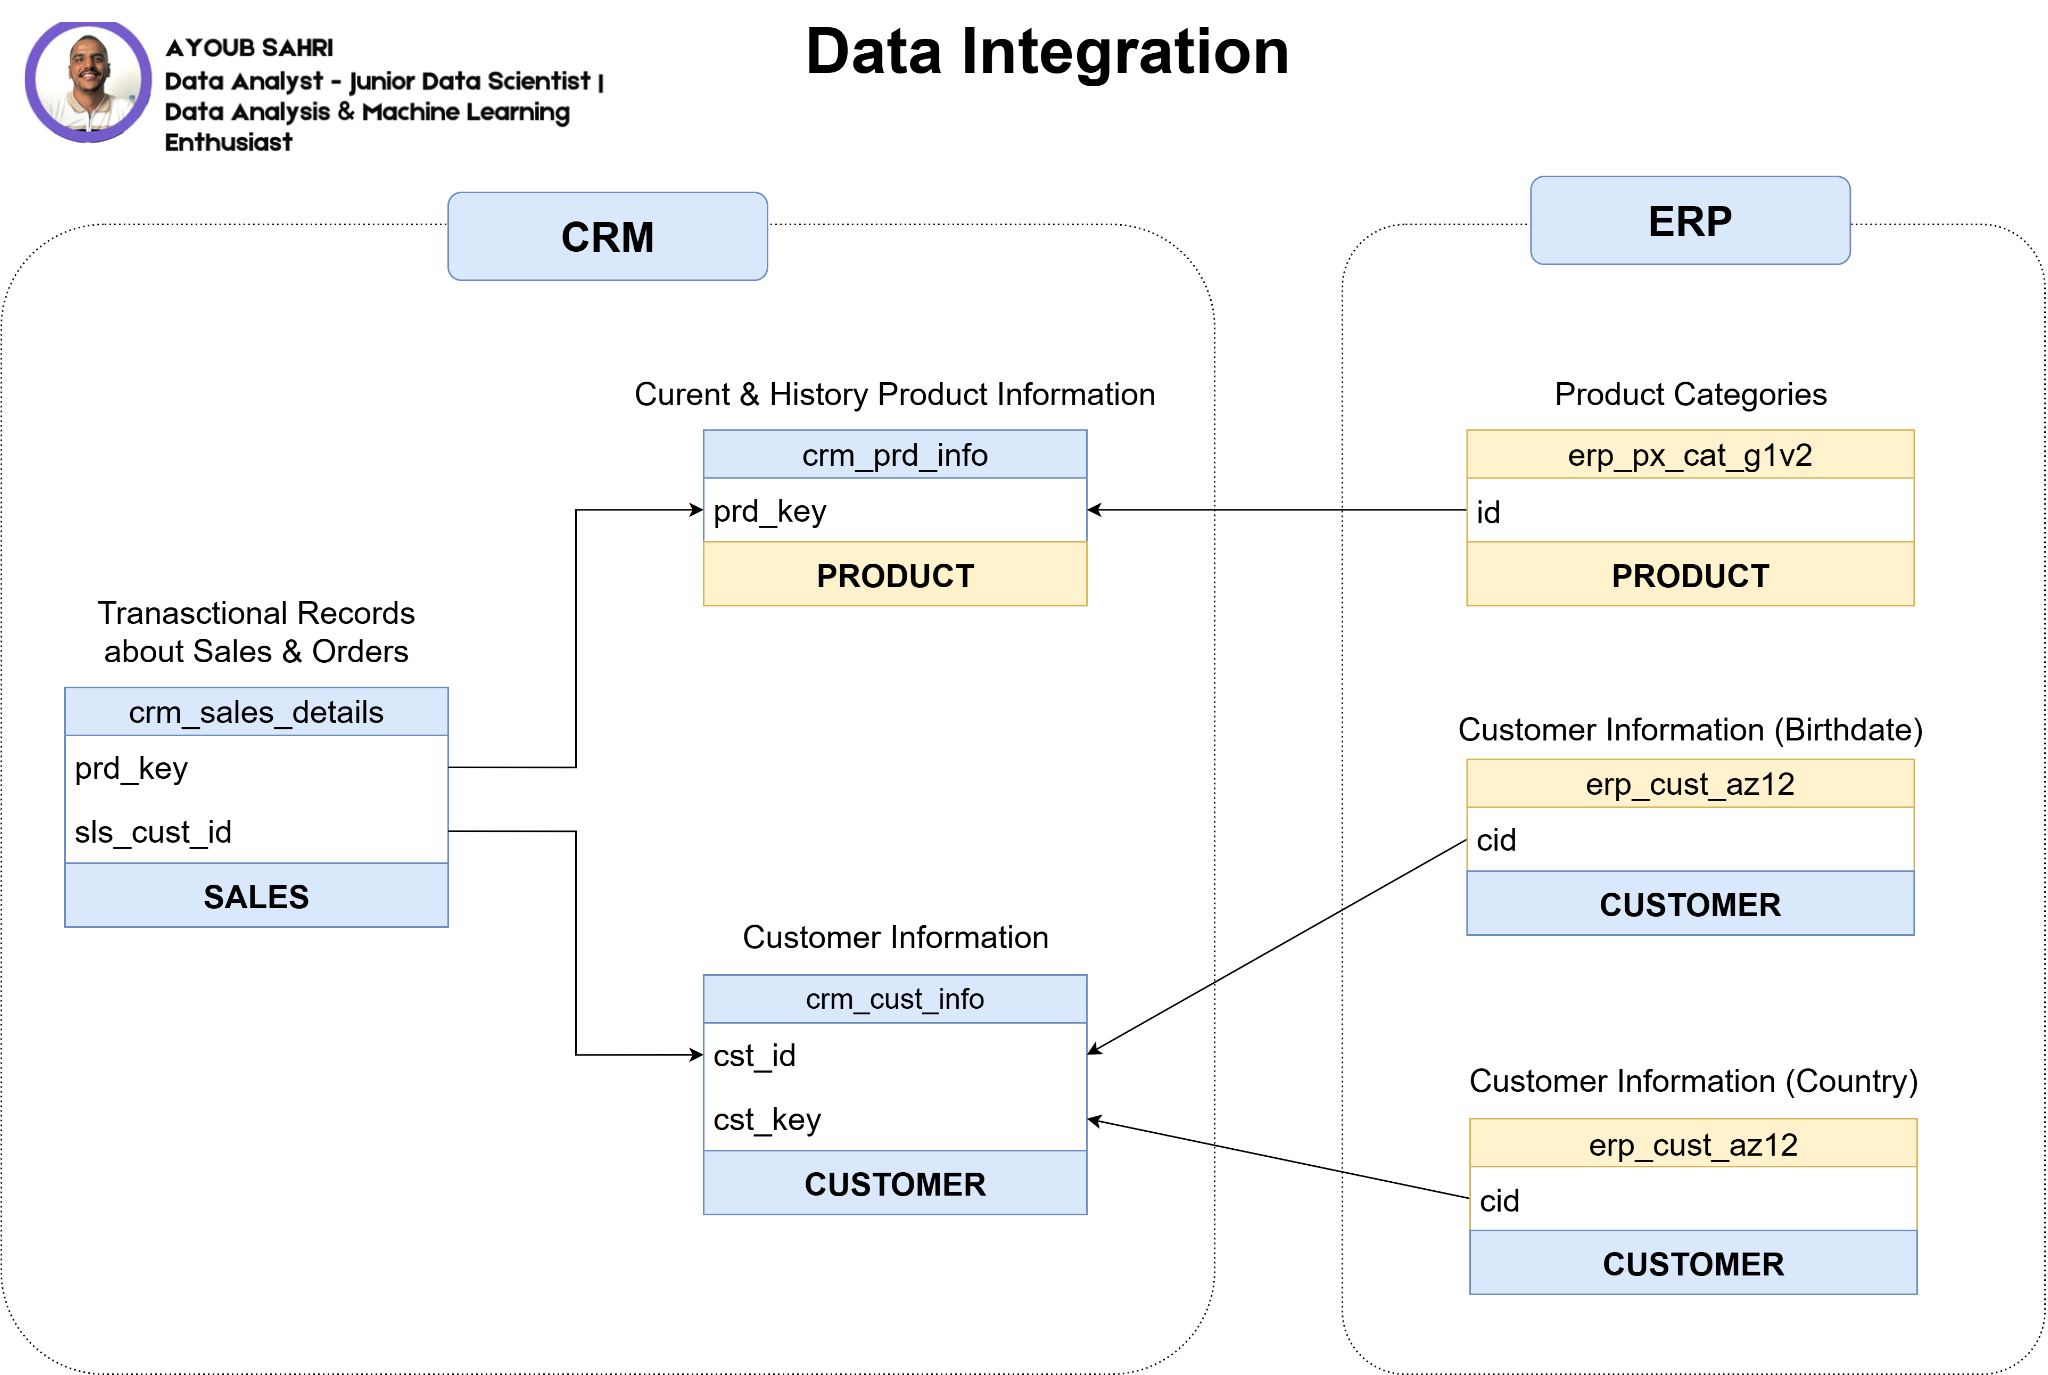 AYOUB SAHRI
Data Analyst - Junior Data Scientist |
Data Analysis & Machine Learning
Enthusiast
Data Integration
CRM
ERP
Curent & History Product Information
crm_prd_info
prd_key
PRODUCT
Product Categories
erp_px_cat_g1v2
id
PRODUCT
Tranasctional Records
about Sales & Orders
crm_sales_details
prd_key
sls_cust_id
SALES
Customer Information (Birthdate)
erp_cust_az12
cid
CUSTOMER
Customer Information
crm_cust_info
cst_id
cst_key
CUSTOMER
Customer Information (Country)
erp_cust_az12
cid
CUSTOMER